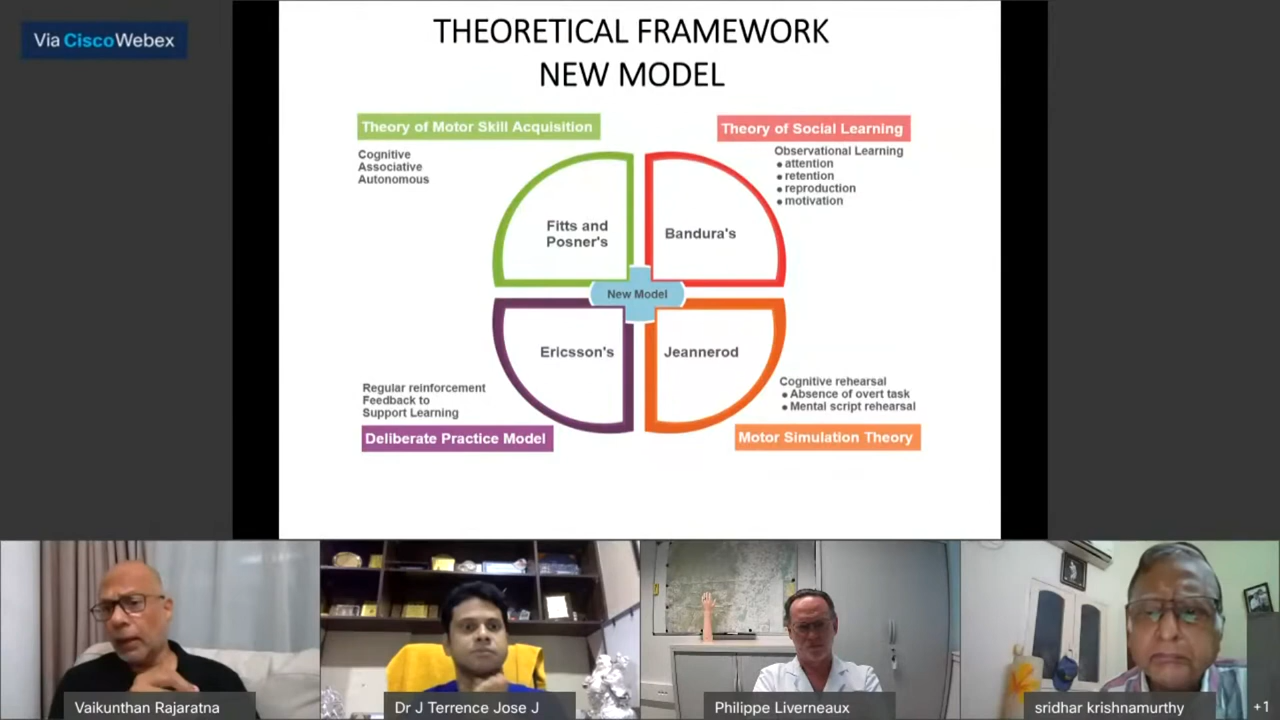 Via Cisco Webex
THEORETICAL FRAMEWORK
NEW MODEL
Theory of Motor Skill Acquisition
Cognitive
Associative
Autonomous
Theory of Social Learning
Observational Learning
• attention
• retention
• reproduction
• motivation
Fitts and
Posner's
Bandura's
New Model
Ericsson's
Jeannerod
Regular reinforcement
Feedback to
Support Learning
Deliberate Practice Model
Cognitive rehearsal
• Absence of overt task
• Mental script rehearsal
Motor Simulation Theory
Vaikunthan Rajaratna
Dr J Terrence Jose J
Philippe Liverneaux
sridhar krishnamurthy
+1